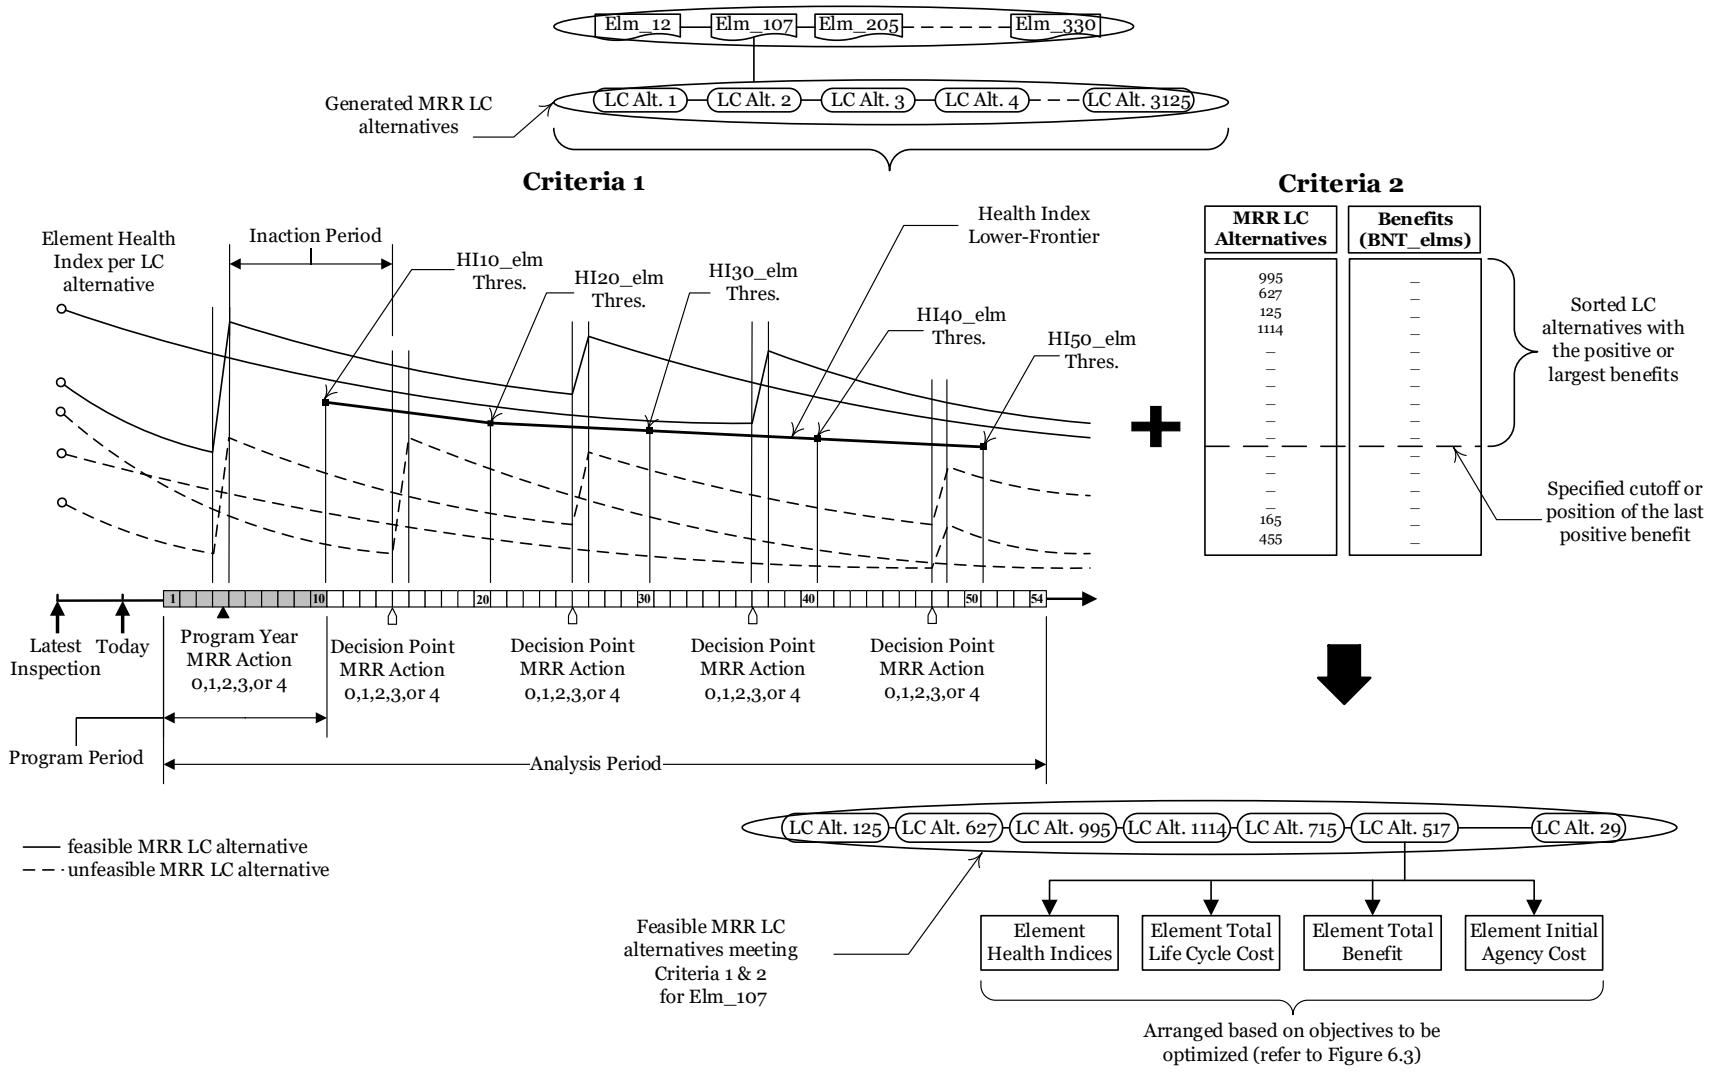 Elm_12
Elm_107
Elm_205
Elm_330
Generated MRR LC
alternatives
LC Alt. 1
LC Alt. 2
LC Alt. 3
LC Alt. 4
LC Alt. 3125
Criteria 1
Criteria 2
Element Health
Index per LC
alternative
Inaction Period
HI10_elm
Thres.
HI20_elm
Thres.
HI30_elm
Thres.
Health Index
Lower-Frontier
HI40_elm
Thres.
HI50_elm
Thres.
MRR LC
Alternatives
Benefits
(BNT_elms)
995
627
125
1114
165
455
Sorted LC
alternatives with
the positive or
largest benefits
Specified cutoff or
position of the last
positive benefit
1
10
20
30
40
50
54
Latest
Inspection
Today
Program Year
MRR Action
0,1,2,3,or 4
Decision Point
MRR Action
0,1,2,3,or 4
Decision Point
MRR Action
0,1,2,3,or 4
Decision Point
MRR Action
0,1,2,3,or 4
Decision Point
MRR Action
0,1,2,3,or 4
Program Period
Analysis Period
feasible MRR LC alternative
unfeasible MRR LC alternative
LC Alt. 125
LC Alt. 627
LC Alt. 995
LC Alt. 1114
LC Alt. 715
LC Alt. 517
LC Alt. 29
Feasible MRR LC
alternatives meeting
Criteria 1 & 2
for Elm_107
Element
Health Indices
Element Total
Life Cycle Cost
Element Total
Benefit
Element Initial
Agency Cost
Arranged based on objectives to be
optimized (refer to Figure 6.3)